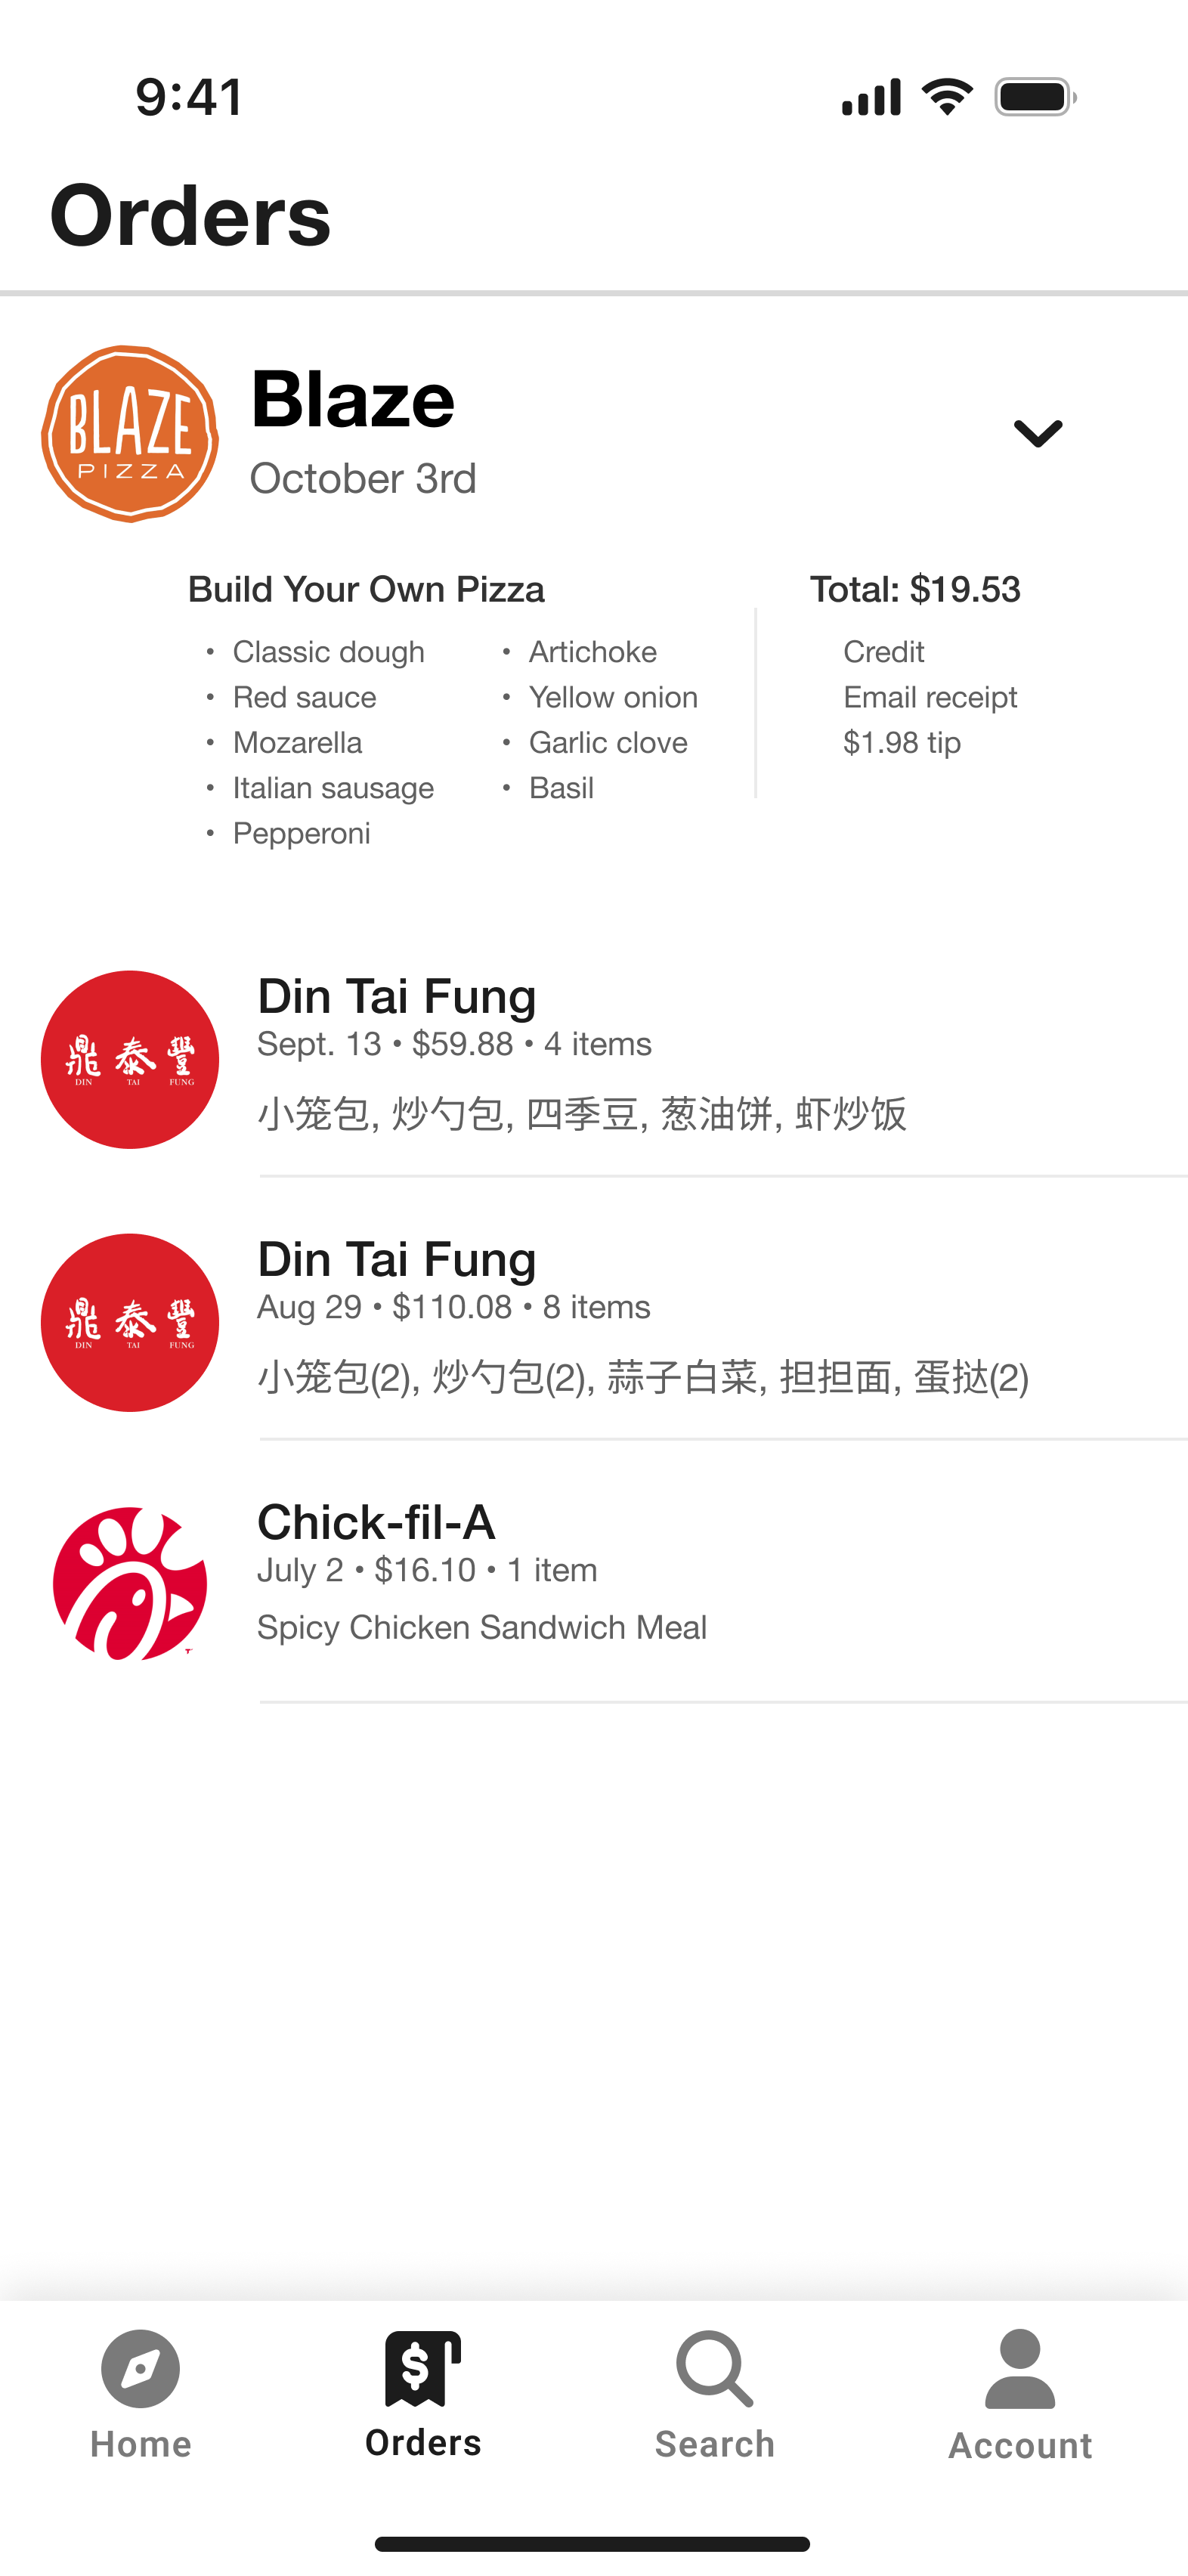 9:41
Orders
BLAZE
PIZZA
Blaze
October 3rd
Build Your Own Pizza
• Classic dough
• Red sauce
• Mozarella
• Italian sausage
• Pepperoni
• Artichoke
• Yellow onion
• Garlic clove
• Basil
Total: $19.53
Credit
Email receipt
$1.98 tip
鼎 泰 豐
DIN TAI FUNG
Din Tai Fung
Sept. 13 • $59.88 • 4 items
小笼包, 炒勺包, 四季豆, 葱油饼, 虾炒饭
鼎 泰 豐
DIN TAI FUNG
Din Tai Fung
Aug 29 • $110.08 • 8 items
小笼包(2), 炒勺包(2), 蒜子白菜, 担担面, 蛋挞(2)
Chick-fil-A
July 2 • $16.10 • 1 item
Spicy Chicken Sandwich Meal
Home
Orders
Search
Account